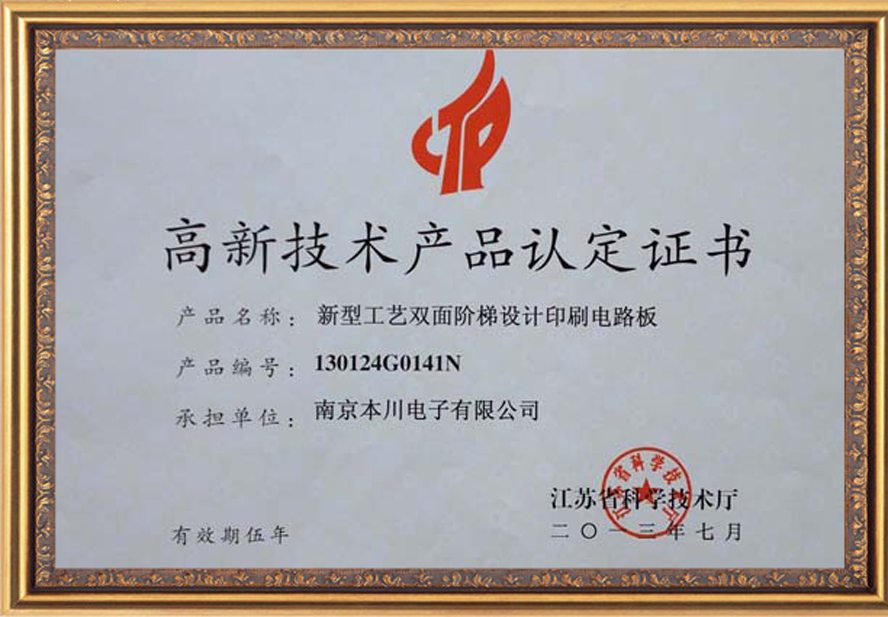 CTP
高新技术产品认定证书
产品名称： 新型工艺双面阶梯设计印刷电路板
产品编号： 130124G0141N
承担单位： 南京本川电子有限公司
江苏省科学技术厅
有效期伍年
二〇一三年七月